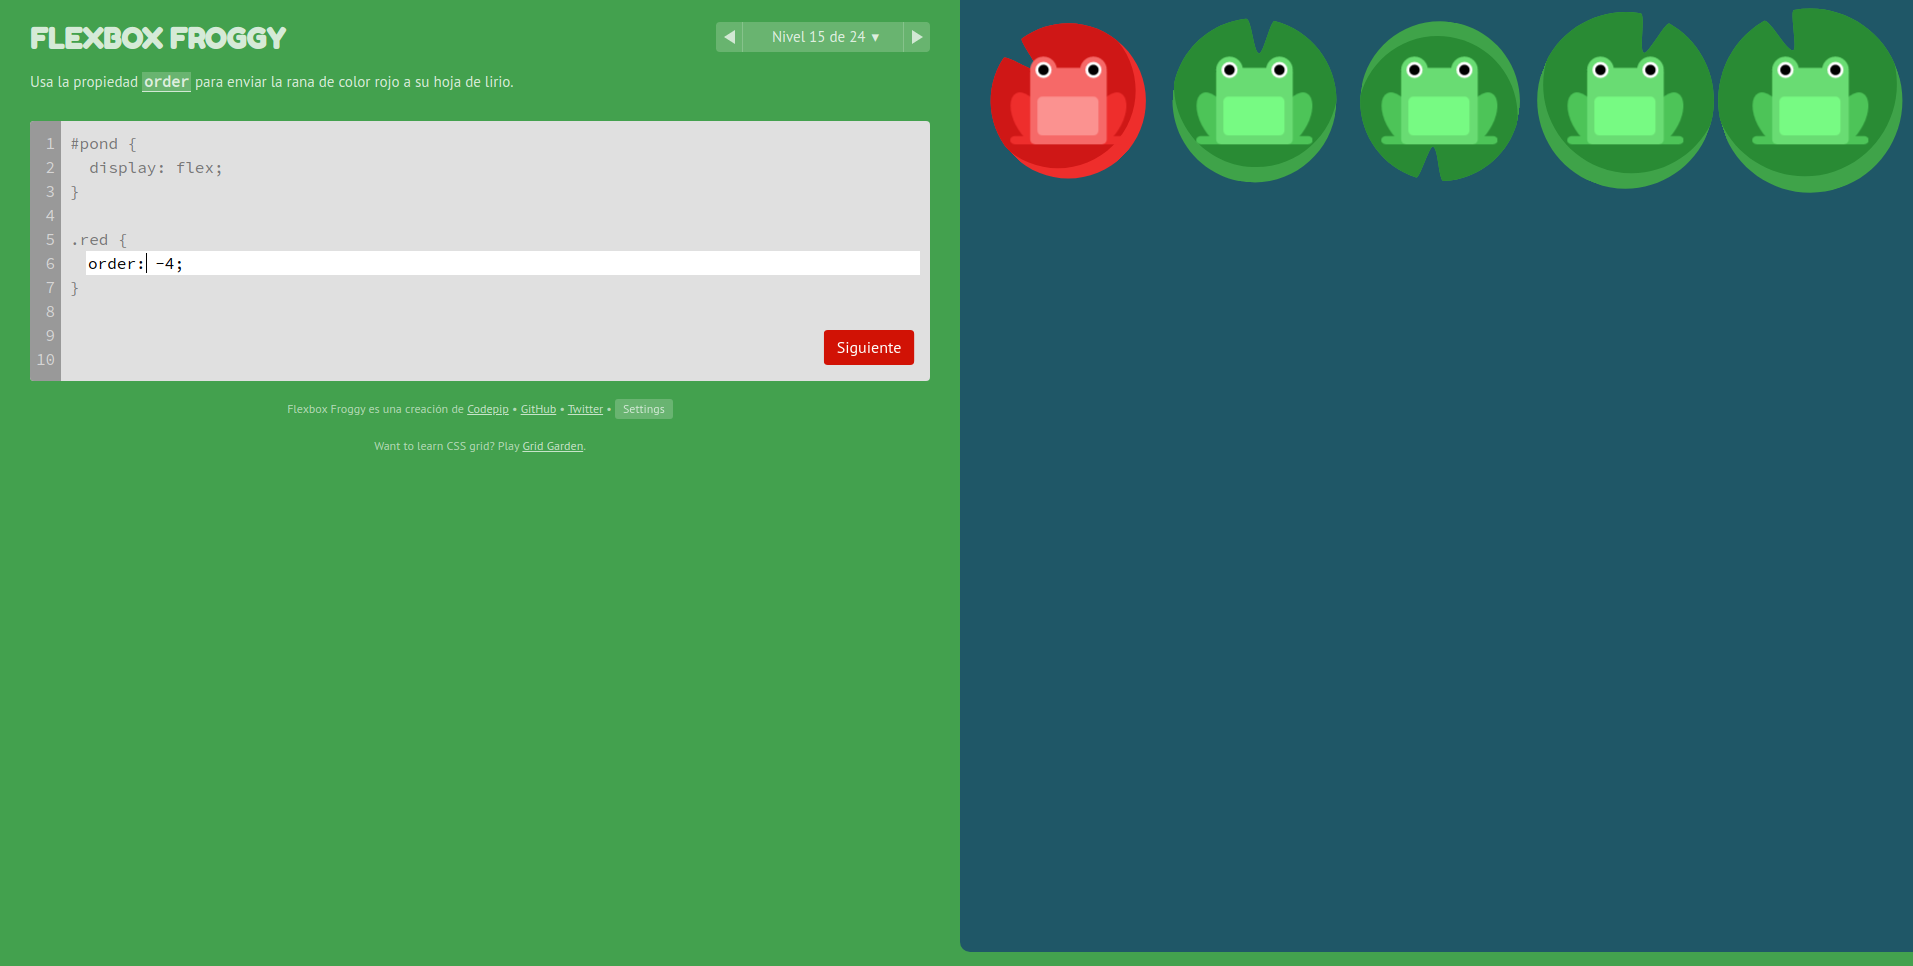 FLEXBOX FROGGY
◀ Nivel 15 de 24 ▼ ▶
Usa la propiedad order para enviar la rana de color rojo a su hoja de lirio.
1 #pond {
2   display: flex;
3 }
4
5 .red {
6   order: -4;
7 }
8
9
10
Siguiente
Flexbox Froggy es una creación de Codepip • GitHub • Twitter • Settings
Want to learn CSS grid? Play Grid Garden.